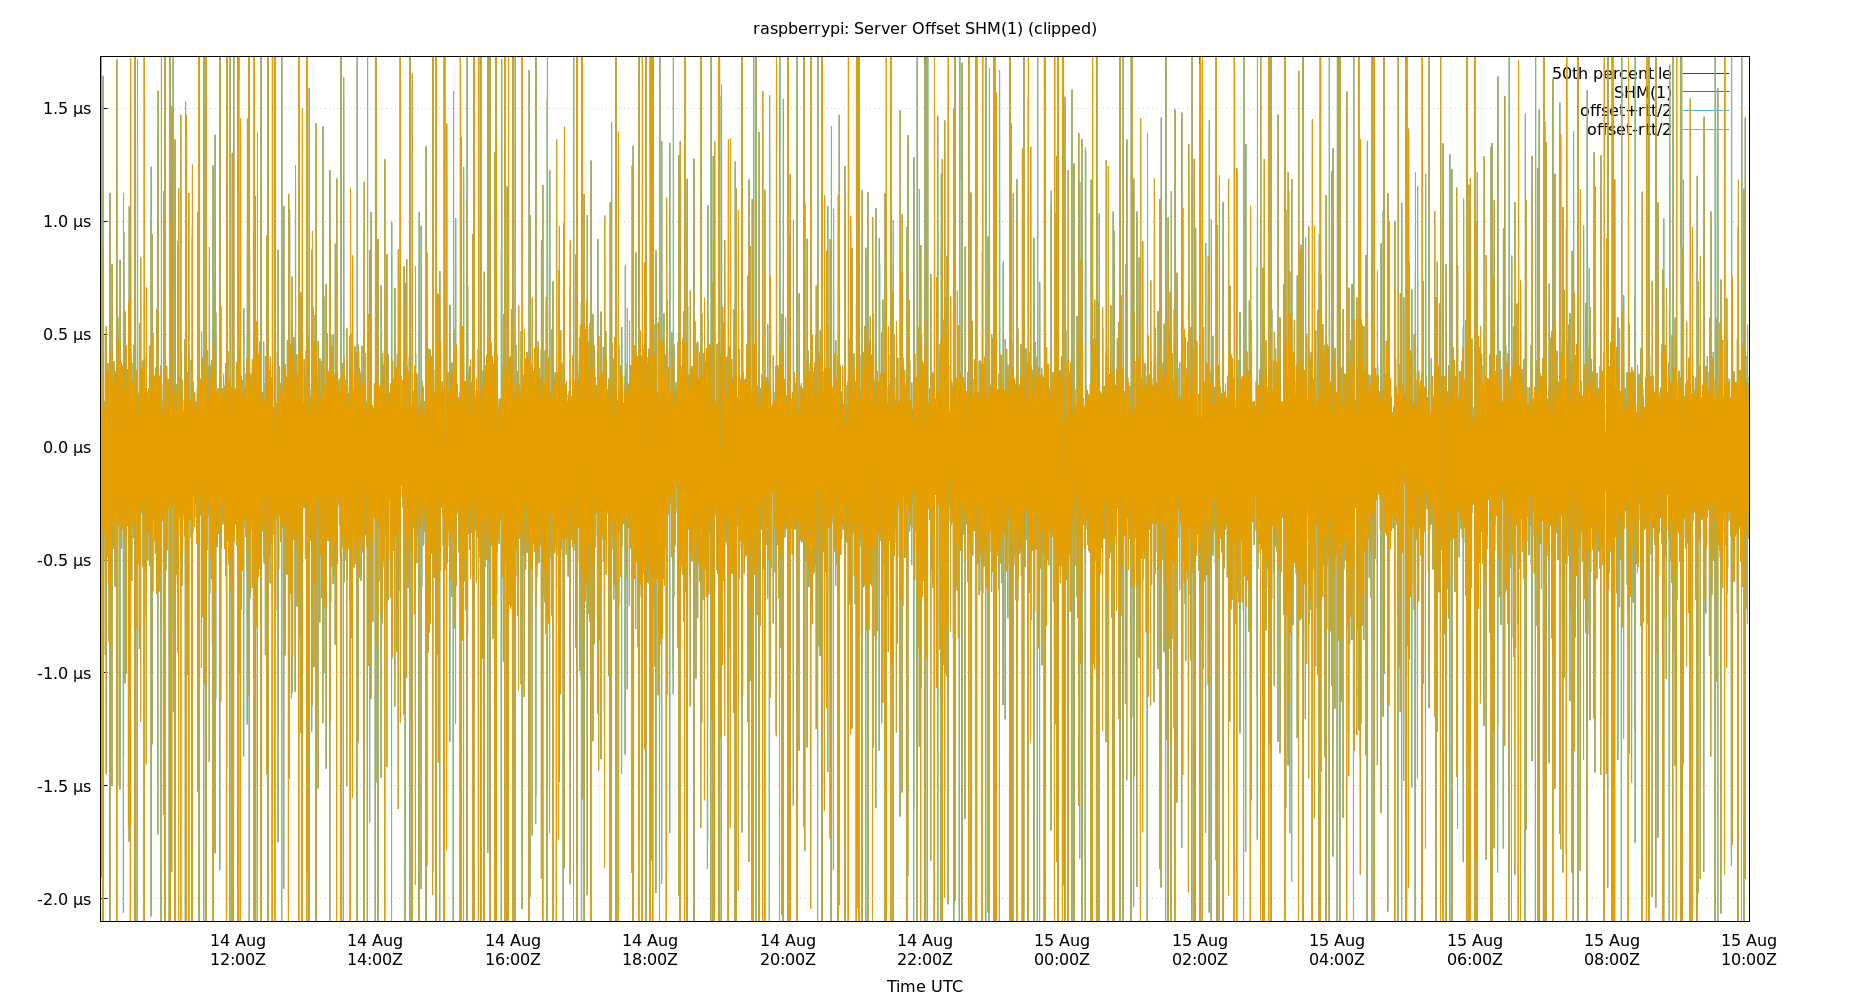 raspberrypi: Server Offset SHM(1) (clipped)
50th percentile
SHM(1)
offset+rtt/2
offset-rtt/2
1.5 µs
1.0 µs
0.5 µs
0.0 µs
-0.5 µs
-1.0 µs
-1.5 µs
-2.0 µs
14 Aug 14 Aug 14 Aug 14 Aug 14 Aug 14 Aug 15 Aug 15 Aug 15 Aug 15 Aug 15 Aug 15 Aug
12:00Z 14:00Z 16:00Z 18:00Z 20:00Z 22:00Z 00:00Z 02:00Z 04:00Z 06:00Z 08:00Z 10:00Z
Time UTC